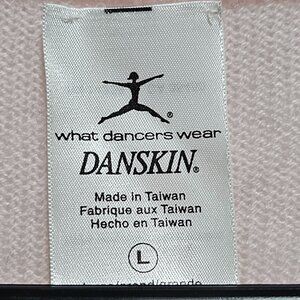 ®
what dancers wear
DANSKIN®
Made in Taiwan
Fabrique aux Taiwan
Hecho en Taiwan
L